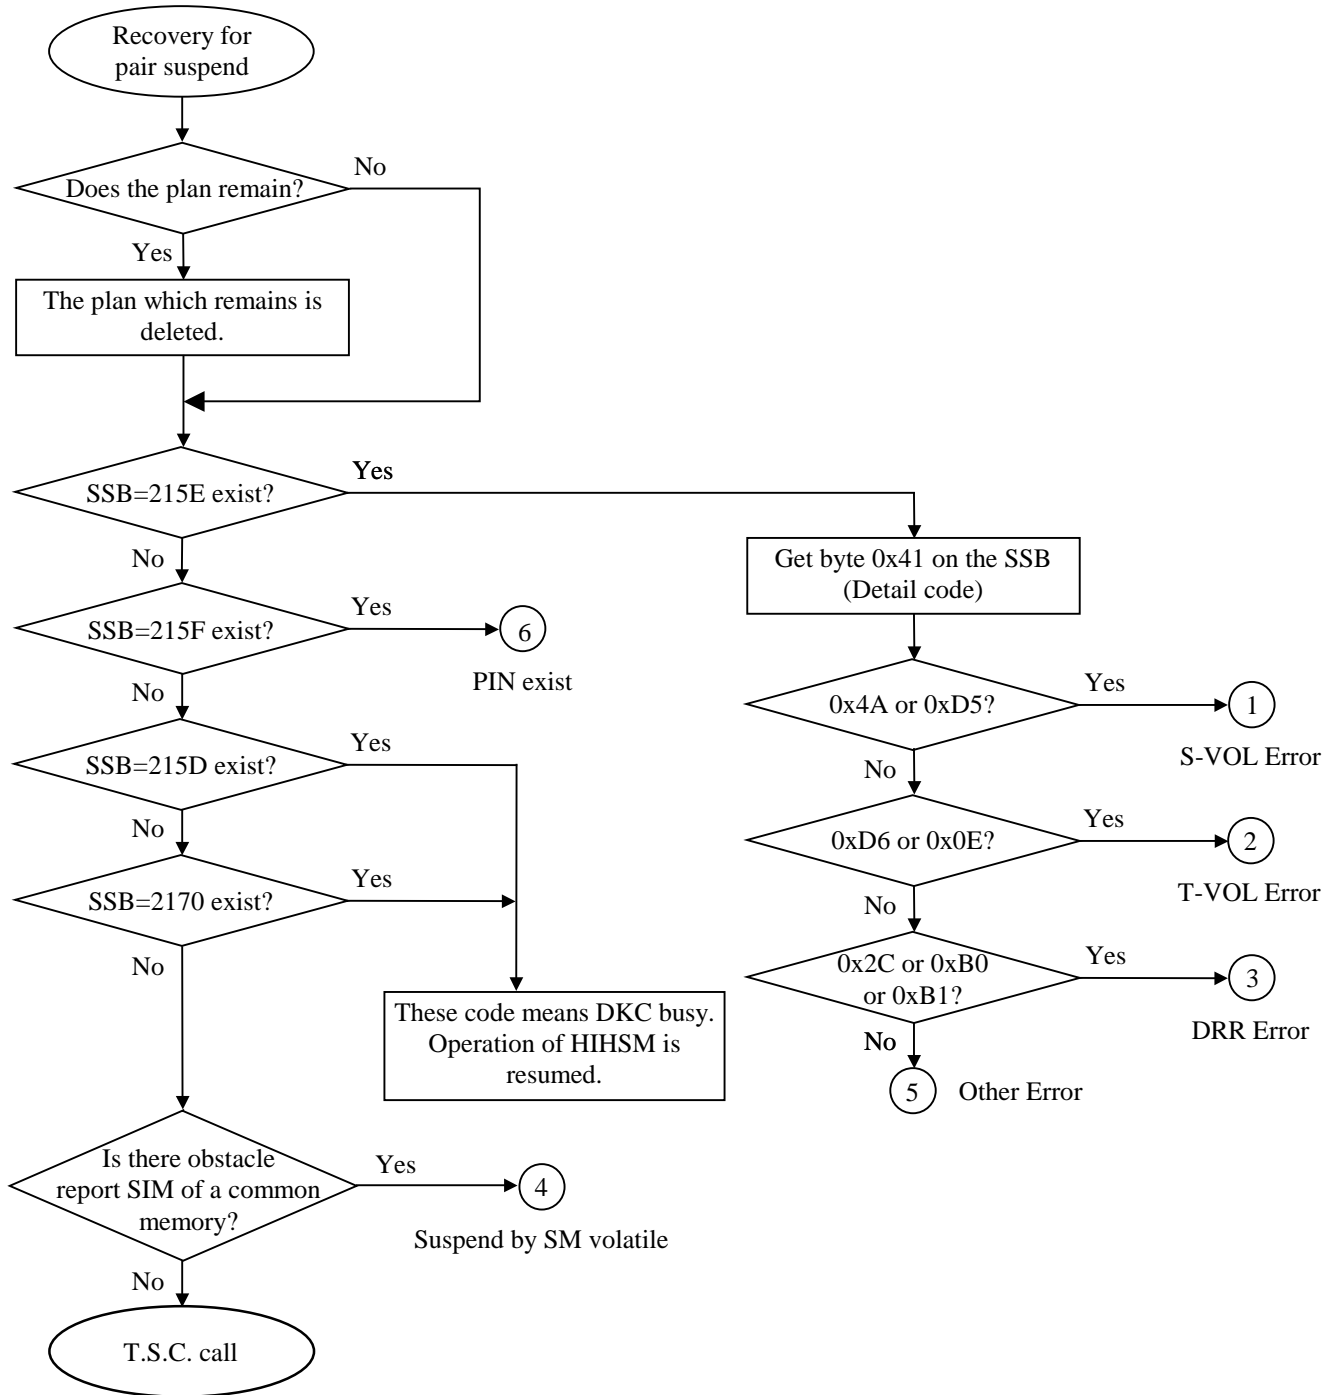 Recovery for
pair suspend
No
Does the plan remain?
Yes
The plan which remains is
deleted.
Yes
SSB=215E exist?
No
Get byte 0x41 on the SSB
(Detail code)
Yes
SSB=215F exist?
6
PIN exist
No
Yes
0x4A or 0xD5?
1
S-VOL Error
No
Yes
SSB=215D exist?
No
Yes
0xD6 or 0x0E?
2
T-VOL Error
No
Yes
SSB=2170 exist?
No
Yes
0x2C or 0xB0
or 0xB1?
3
DRR Error
No
5
Other Error
These code means DKC busy.
Operation of HIHSM is
resumed.
Is there obstacle
report SIM of a common
memory?
Yes
4
Suspend by SM volatile
No
T.S.C. call